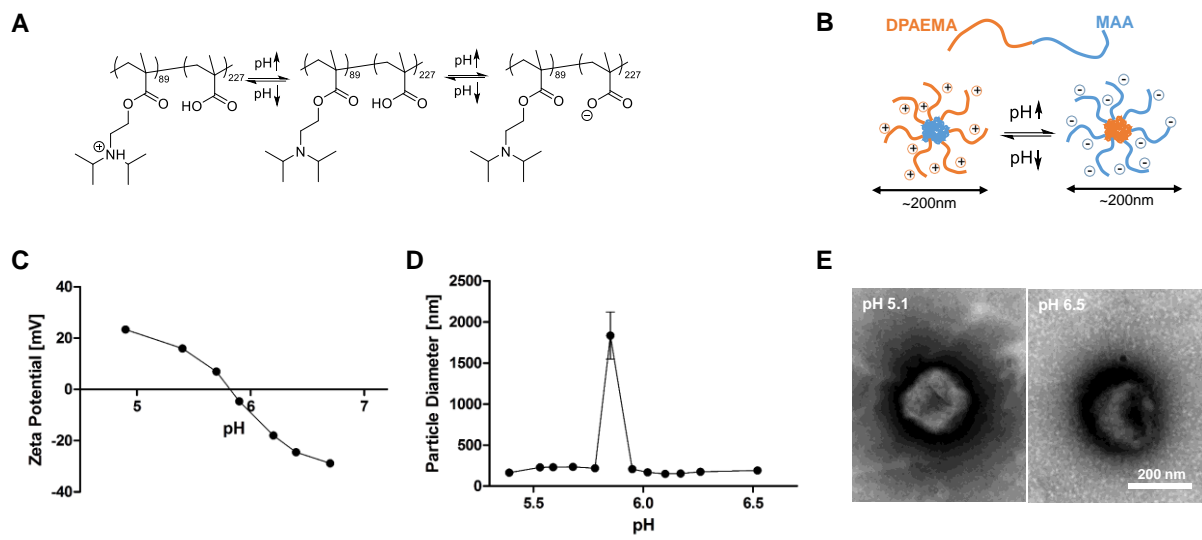 A
89
227
pH
pH
89
227
pH
pH
89
227
O
O
HO
O
O
O
HO
O
O
O
O
O
⊖
⊕
NH
N
N
B
DPAEMA
MAA
+ + + + + + + + +
pH
pH
- - - - - - - - -
~200nm
~200nm
C
Zeta Potential [mV]
40
20
0
-20
-40
5
6
7
pH
D
Particle Diameter [nm]
2500
2000
1500
1000
500
0
5.5
6.0
6.5
pH
E
pH 5.1
pH 6.5
200 nm